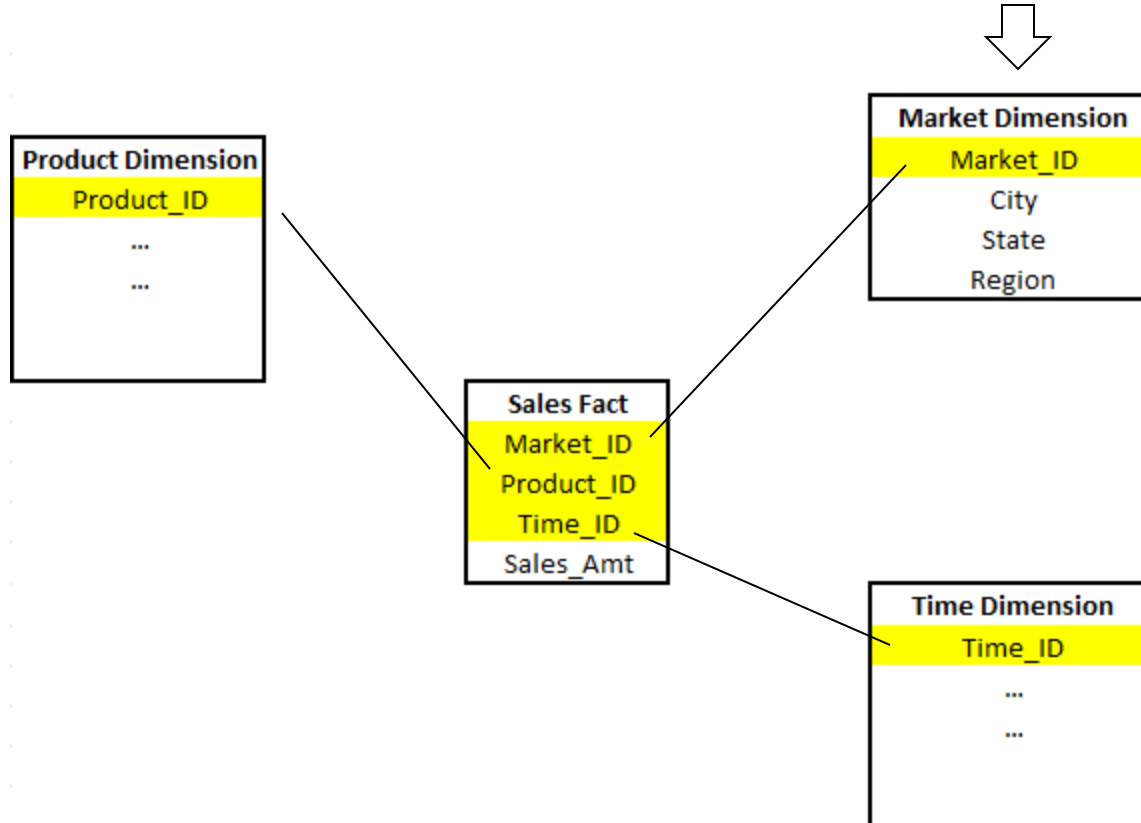 Product Dimension
Product_ID
...
...
Market Dimension
Market_ID
City
State
Region
Sales Fact
Market_ID
Product_ID
Time_ID
Sales_Amt
Time Dimension
Time_ID
...
...